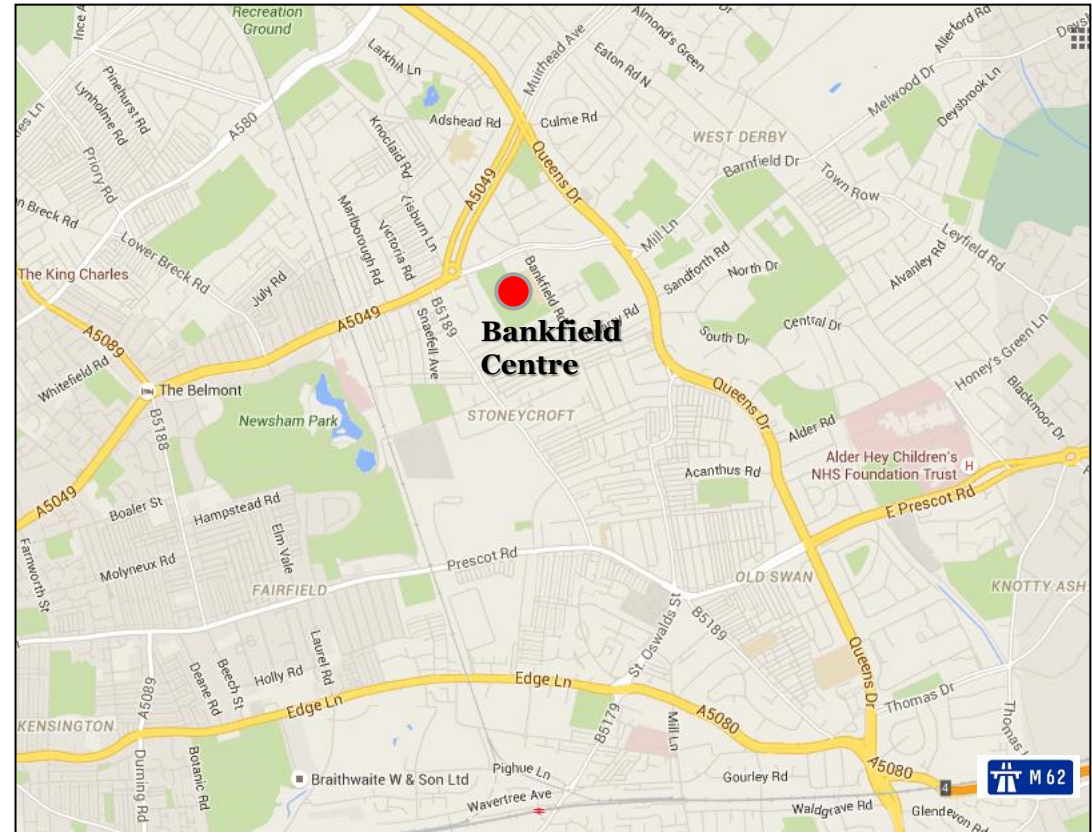 Recreation
Ground
Muirhead Ave
Almond's Green
Allerford Rd
Larkhill Ln
Eaton Rd N
Pinehurst Rd
Lynholme Rd
A580
Melwood Dr
Deysbrook Ln
Adshead Rd
Culme Rd
Knoclaid Rd
WEST DERBY
Queens Dr
Priory Rd
Barnfield Dr
A5049
Town Row
Marlborough Rd
Lisburn Ln
Victoria Rd
Mill Ln
Leyfield Rd
Lower Breck Rd
Sandforth Rd
North Dr
Alvanley Rd
The King Charles
July Rd
Bankfield Rd
B5189
A5049
Snaefell Ave
Bankfield
Centre
South Dr
Central Dr
A5089
Honey's Green Ln
Whitefield Rd
The Belmont
Queens Dr
Blackmoor Dr
Newsham Park
STONEYCROFT
B5188
Alder Rd
Alder Hey Children's
NHS Foundation Trust
H
Acanthus Rd
A5049
Boaler St
Hampstead Rd
E Prescot Rd
Elm Vale
Farnworth St
Molyneux Rd
Prescot Rd
FAIRFIELD
OLD SWAN
KNOTTY ASH
B5189
St. Oswalds St
Laurel Rd
Holly Rd
Beech St
Deane Rd
Queens Dr
Edge Ln
Edge Ln
Thomas Dr
A5089
KENSINGTON
B5179
Mill Ln
A5080
Durning Rd
Botanic Rd
Braithwaite W & Son Ltd
Pighue Ln
Gourley Rd
A5080
4
M 62
Wavertree Ave
Waldgrave Rd
Glendevon Rd